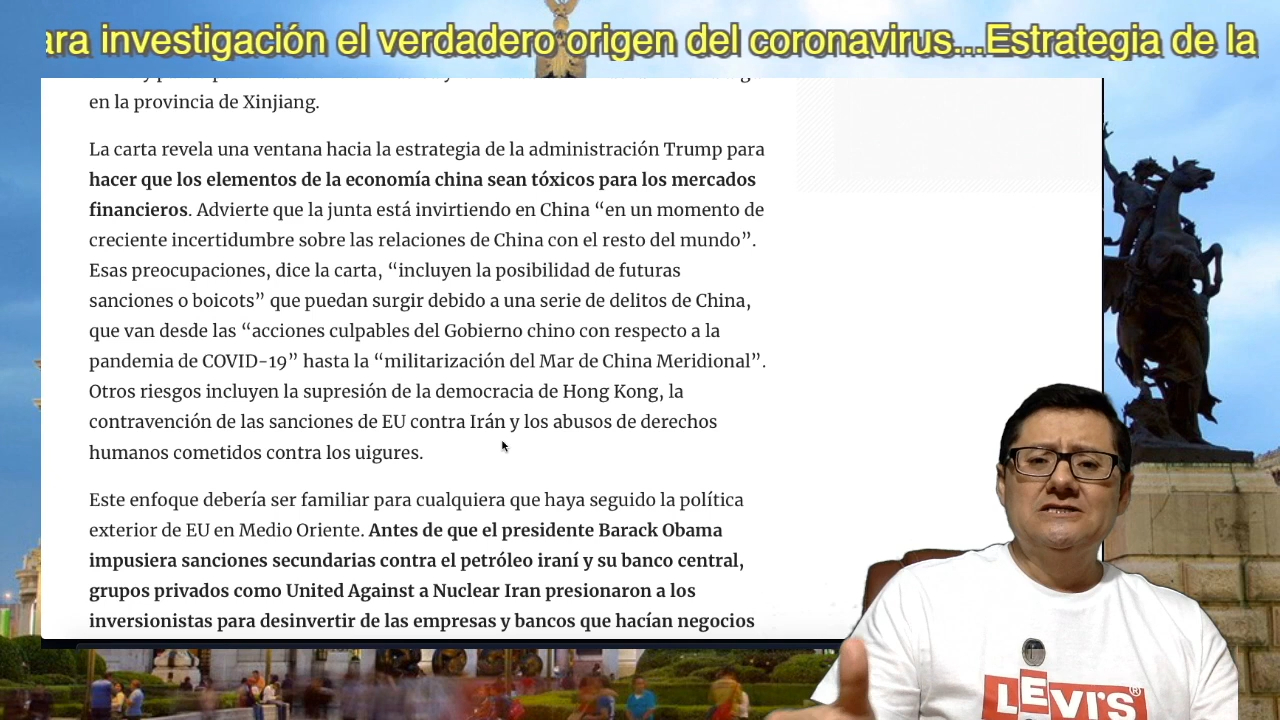 ara investigación el verdadero origen del coronavirus...Estrategia de la
en la provincia de Xinjiang.
La carta revela una ventana hacia la estrategia de la administración Trump para
hacer que los elementos de la economía china sean tóxicos para los mercados
financieros. Advierte que la junta está invirtiendo en China “en un momento de
creciente incertidumbre sobre las relaciones de China con el resto del mundo”.
Esas preocupaciones, dice la carta, “incluyen la posibilidad de futuras
sanciones o boicots” que puedan surgir debido a una serie de delitos de China,
que van desde las “acciones culpables del Gobierno chino con respecto a la
pandemia de COVID-19” hasta la “militarización del Mar de China Meridional”.
Otros riesgos incluyen la supresión de la democracia de Hong Kong, la
contravención de las sanciones de EU contra Irán y los abusos de derechos
humanos cometidos contra los uigures.
Este enfoque debería ser familiar para cualquiera que haya seguido la política
exterior de EU en Medio Oriente. Antes de que el presidente Barack Obama
impusiera sanciones secundarias contra el petróleo iraní y su banco central,
grupos privados como United Against a Nuclear Iran presionaron a los
inversionistas para desinvertir de las empresas y bancos que hacían negocios
LEVI'S®